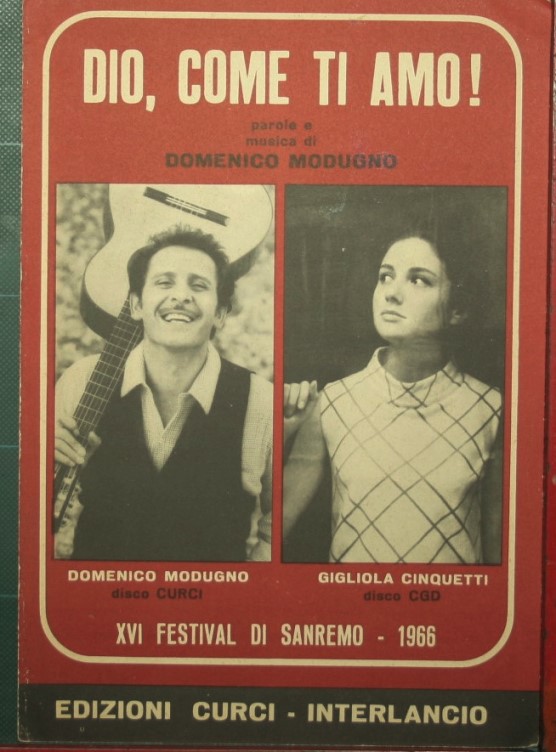 DIO, COME TI AMO!
parole e
musica di
DOMENICO MODUGNO
DOMENICO MODUGNO
disco CURCI
GIGLIOLA CINQUETTI
disco CGD
XVI FESTIVAL DI SANREMO - 1966
EDIZIONI CURCI - INTERLANCIO